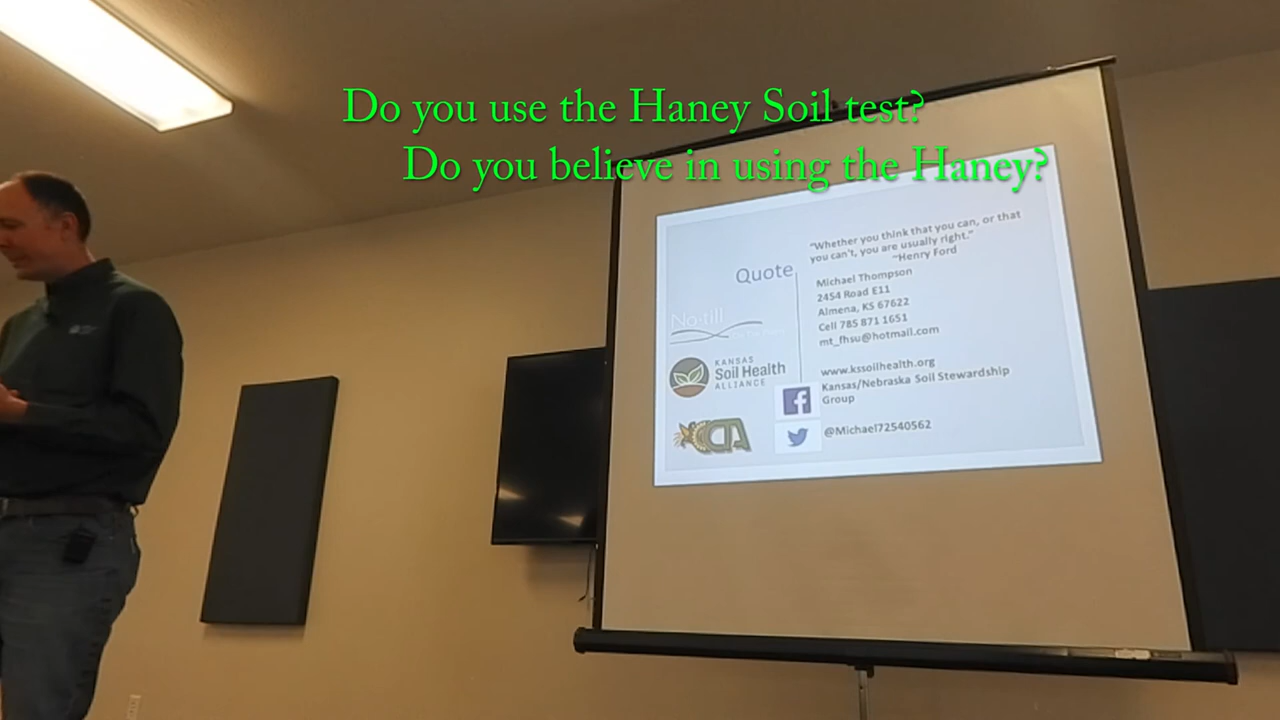 Do you use the Haney Soil test?
Do you believe in using the Haney?
Quote
"Whether you think that you can, or that
you can't, you are usually right."
~Henry Ford
Michael Thompson
2454 Road E11
Almena, KS 67622
Cell 785 871 1651
mt_fhsu@hotmail.com
www.kssoilhealth.org
Kansas/Nebraska Soil Stewardship
Group
@Michael72540562
No-till
KANSAS
Soil Health
ALLIANCE